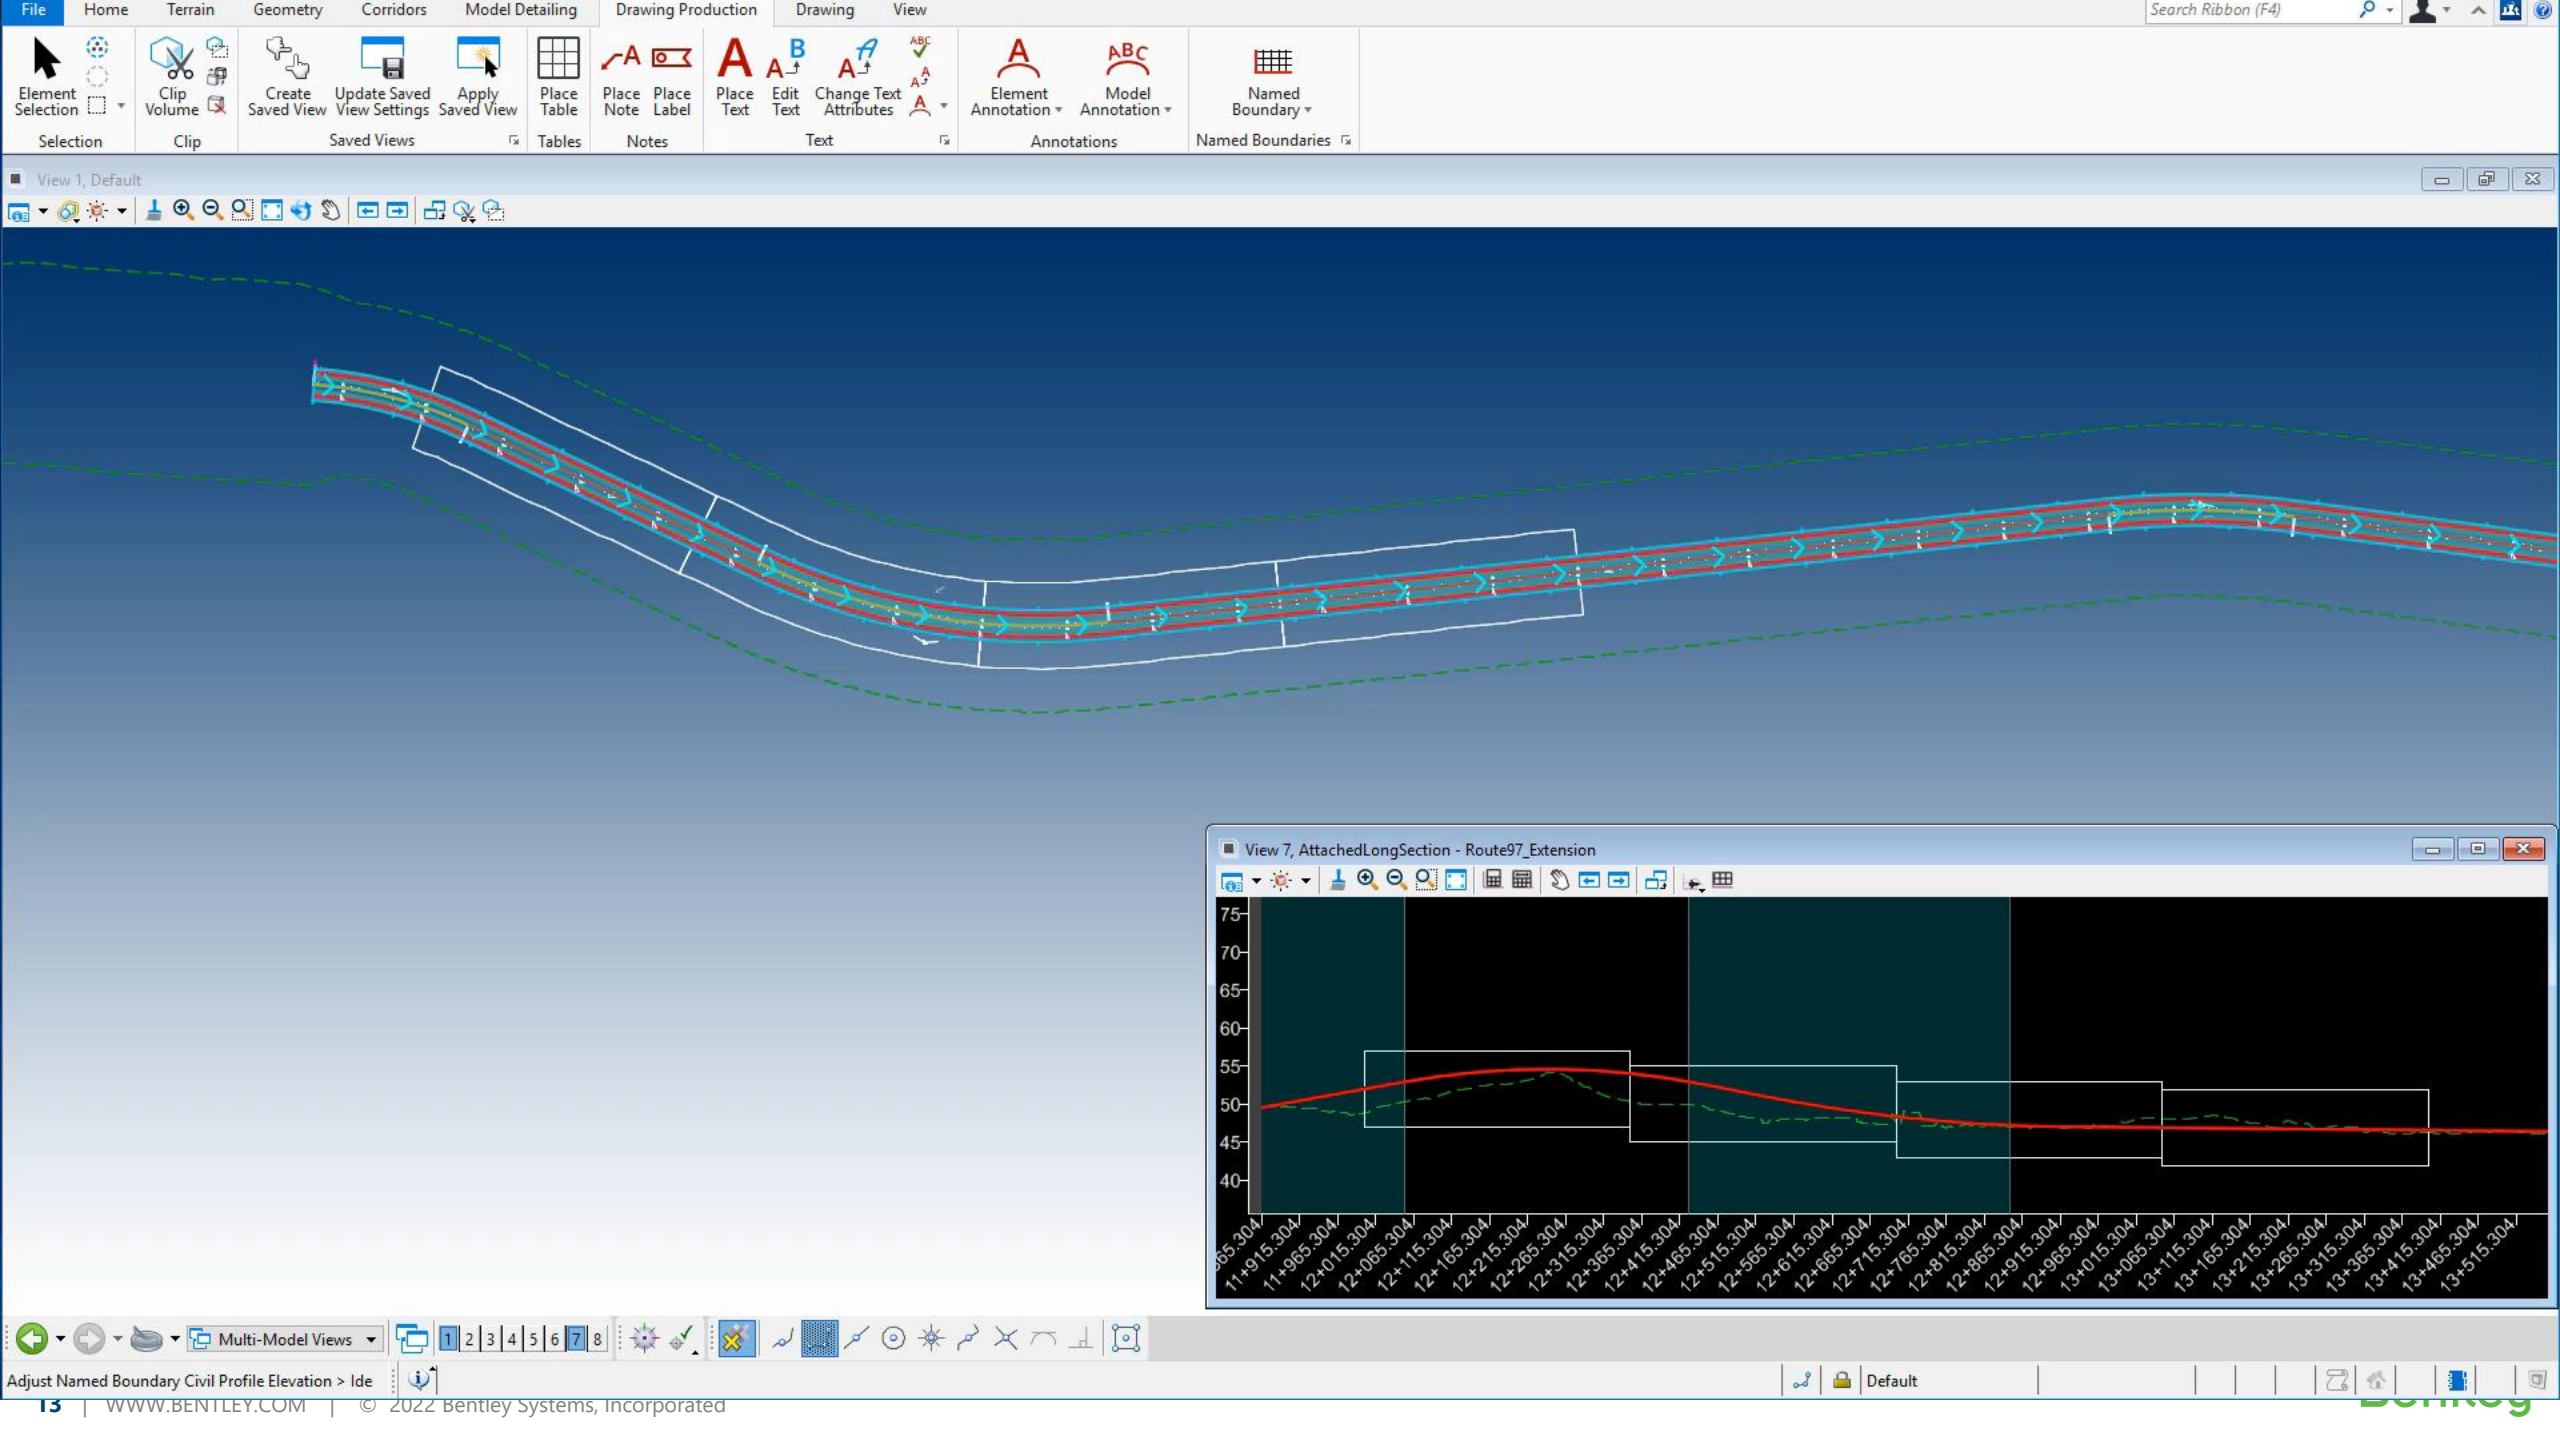 File Home Terrain Geometry Corridors Model Detailing Drawing Production Drawing View Search Ribbon (F4)
Element Selection Clip Volume Create Saved View Update Saved View Settings Apply Saved View Place Table Place Note Place Label Place Text Edit Text Change Text Attributes Element Annotation Model Annotation Named Boundary
Selection Clip Saved Views Tables Notes Text Annotations Named Boundaries
View 1, Default
View 7, AttachedLongSection - Route97_Extension
75
70
65
60
55
50
45
40
865.304 11+915.304 11+965.304 12+015.304 12+065.304 12+115.304 12+165.304 12+215.304 12+265.304 12+315.304 12+365.304 12+415.304 12+465.304 12+515.304 12+565.304 12+615.304 12+665.304 12+715.304 12+765.304 12+815.304 12+865.304 12+915.304 12+965.304 13+015.304 13+065.304 13+115.304 13+165.304 13+215.304 13+265.304 13+315.304 13+365.304 13+415.304 13+465.304 13+515.304
Multi-Model Views 1 2 3 4 5 6 7 8
Adjust Named Boundary Civil Profile Elevation > Ide Default
13 | WWW.BENTLEY.COM | © 2022 Bentley Systems, Incorporated